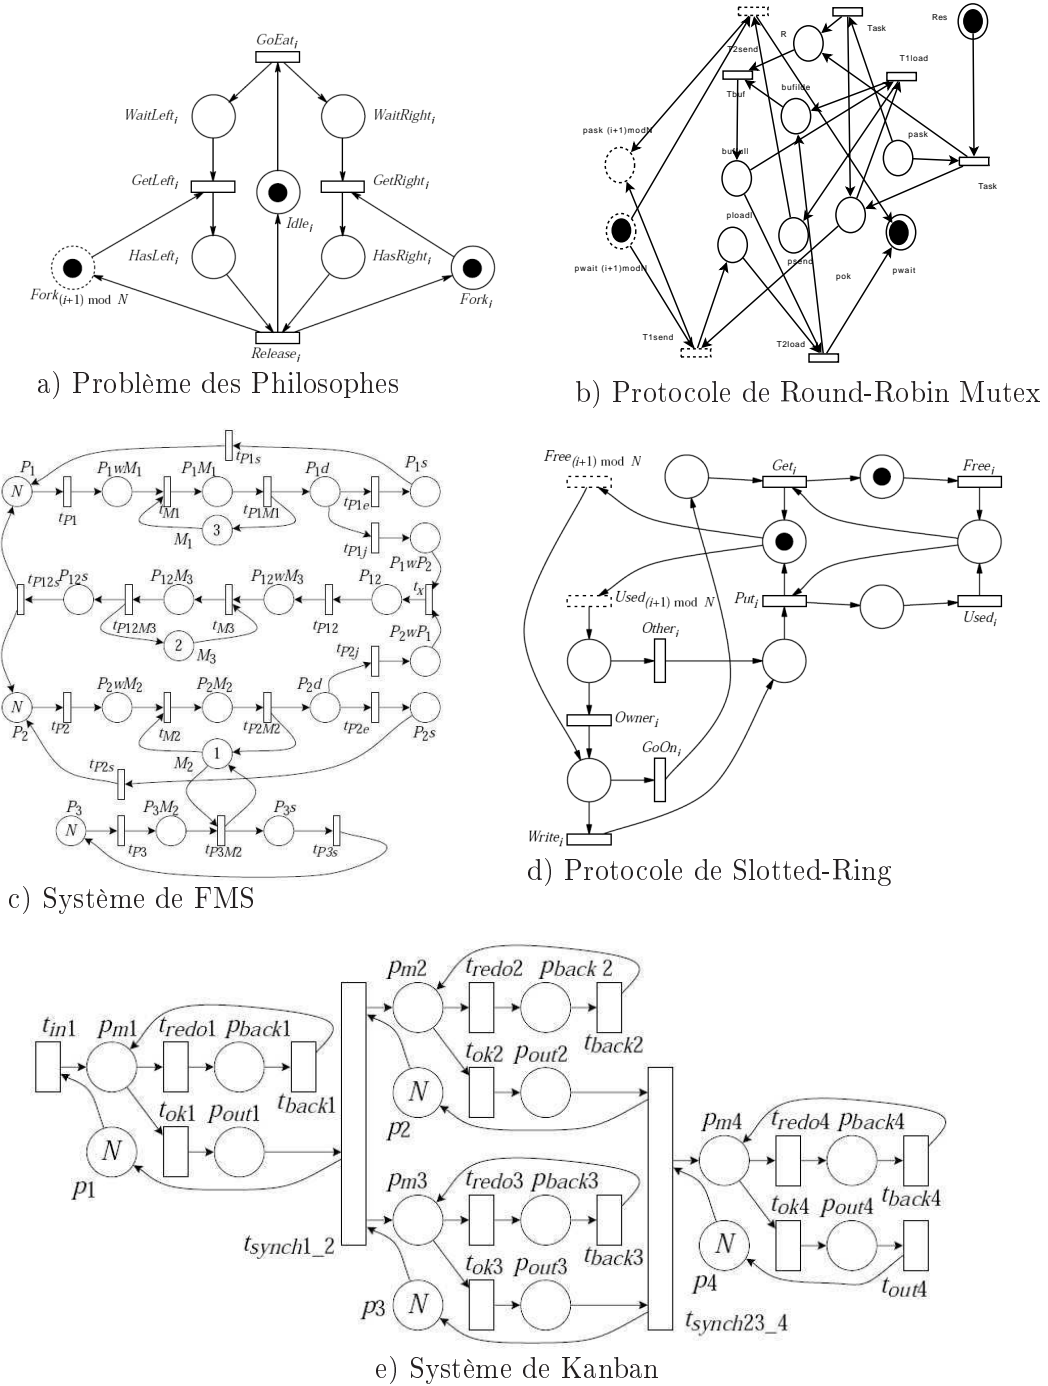 GoEat_i
WaitLeft_i
WaitRight_i
GetLeft_i
GetRight_i
Idle_i
HasLeft_i
HasRight_i
Fork_(i+1) mod N
Fork_i
Release_i
a) Problème des Philosophes
Res
R
Task
T2send
T1load
Tbuf
bufiide
pask (i+1)modN
pask
Task
ploadl
psend
pwait (i+1)modN
pok
pwait
T1send
T2load
b) Protocole de Round-Robin Mutex
t_P1s
P_1
P_1wM_1
P_1M_1
P_1d
P_1s
N
t_P1
t_M1
t_P1M1
t_P1e
3
M_1
t_P1j
P_1wP_2
t_P12s
P_12s
P_12M_3
P_12wM_3
P_12
t_x
t_P12M3
t_M3
t_P12
2
M_3
P_2wP_1
t_P2j
P_2wM_2
P_2M_2
P_2d
N
P_2
t_P2
t_M2
t_P2M2
t_P2e
P_2s
M_2
1
t_P2s
P_3
P_3M_2
P_3s
N
t_P3
t_P3M2
t_P3s
c) Système de FMS
Free_(i+1) mod N
Get_i
Free_i
Used_(i+1) mod N
Put_i
Used_i
Other_i
Owner_i
GoOn_i
Write_i
d) Protocole de Slotted-Ring
p_m2
t_redo2
p_back 2
t_in1
p_m1
t_redo1
p_back1
t_back2
t_ok2
p_out2
t_back1
t_ok1
p_out1
N
p_2
N
p_1
p_m4
t_redo4
p_back4
p_m3
t_redo3
p_back3
t_back4
t_ok4
p_out4
t_synch1_2
t_back3
t_ok3
p_out3
N
p_4
t_out4
p_3
N
t_synch23_4
e) Système de Kanban